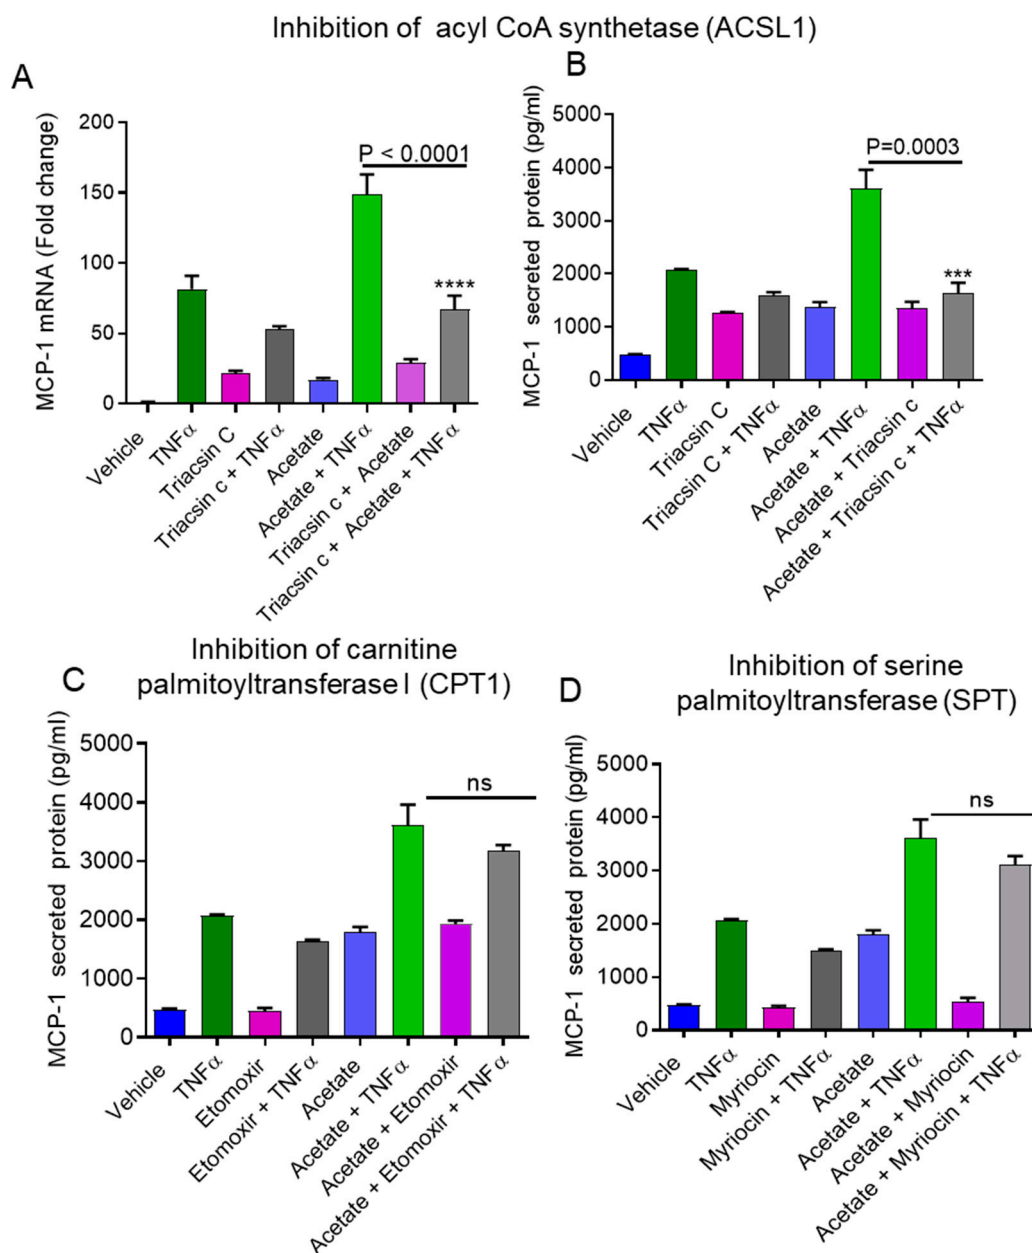 Inhibition of acyl CoA synthetase (ACSL1)
A
MCP-1 mRNA (Fold change)
200
150
100
50
0
P < 0.0001
****
Vehicle
TNFα
Triacsin C
Triacsin c + TNFα
Acetate
Acetate + TNFα
Triacsin c + Acetate
Triacsin c + Acetate + TNFα
B
MCP-1 secreted protein (pg/ml)
5000
4000
3000
2000
1000
0
P=0.0003
***
Vehicle
TNFα
Triacsin C
Triacsin C + TNFα
Acetate
Acetate + TNFα
Acetate + Triacsin c
Acetate + Triacsin c + TNFα
Inhibition of carnitine
palmitoyltransferase I (CPT1)
C
MCP-1 secreted protein (pg/ml)
5000
4000
3000
2000
1000
0
ns
Vehicle
TNFα
Etomoxir
Etomoxir + TNFα
Acetate
Acetate + TNFα
Acetate + Etomoxir
Acetate + Etomoxir + TNFα
Inhibition of serine
palmitoyltransferase (SPT)
D
MCP-1 secreted protein (pg/ml)
5000
4000
3000
2000
1000
0
ns
Vehicle
TNFα
Myriocin
Myriocin + TNFα
Acetate
Acetate + TNFα
Acetate + Myriocin
Acetate + Myriocin + TNFα